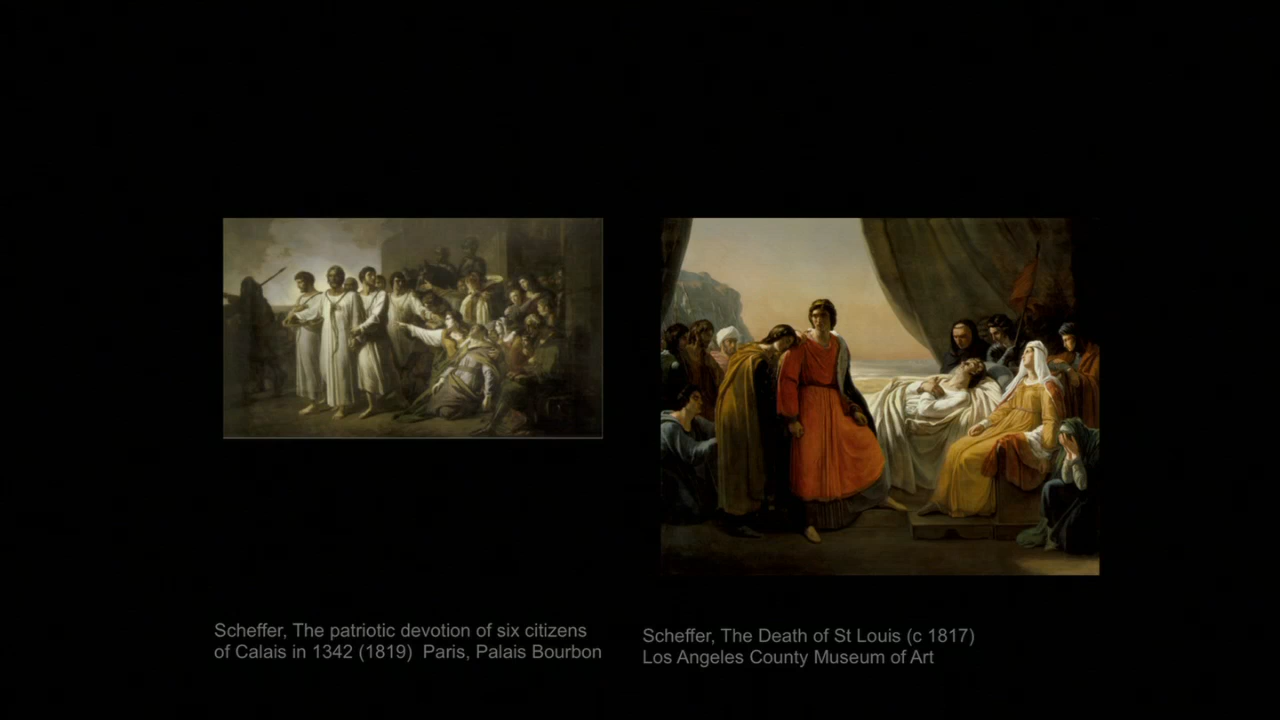 Scheffer, The patriotic devotion of six citizens
of Calais in 1342 (1819)  Paris, Palais Bourbon
Scheffer, The Death of St Louis (c 1817)
Los Angeles County Museum of Art